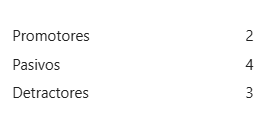 Promotores 2
Pasivos 4
Detractores 3